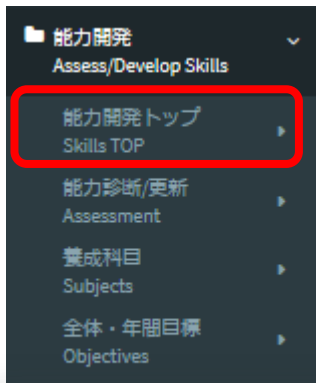 能力開発
Assess/Develop Skills
能力開発トップ
Skills TOP
能力診断/更新
Assessment
養成科目
Subjects
全体・年間目標
Objectives